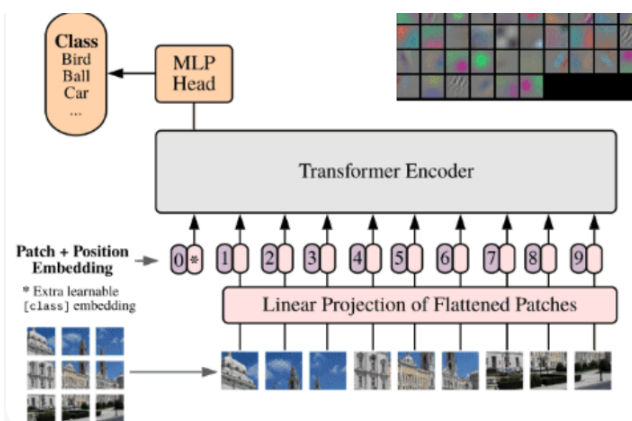 Class
Bird
Ball
Car
...
MLP
Head
Transformer Encoder
Patch + Position
Embedding
* Extra learnable
[class] embedding
0 * 1 2 3 4 5 6 7 8 9
Linear Projection of Flattened Patches